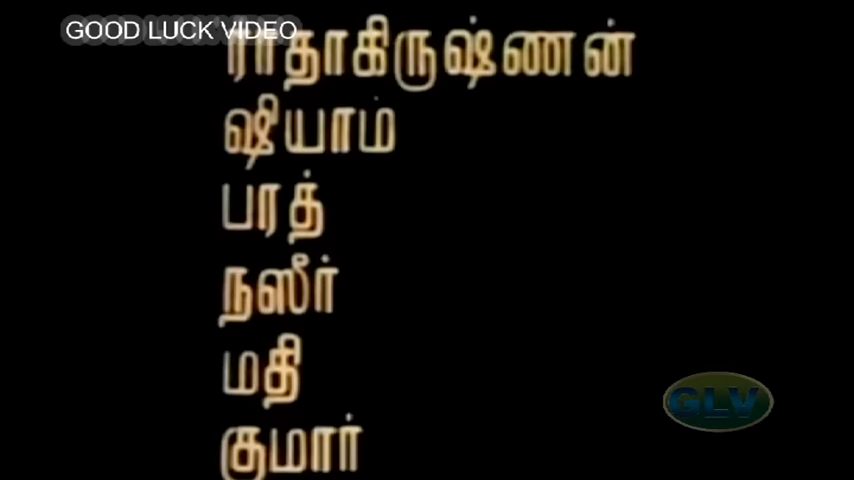 GOOD LUCK VIDEO
ராதாகிருஷ்ணன்
ஷியாம்
பரத்
நஸீர்
மதி
குமார்
GLV